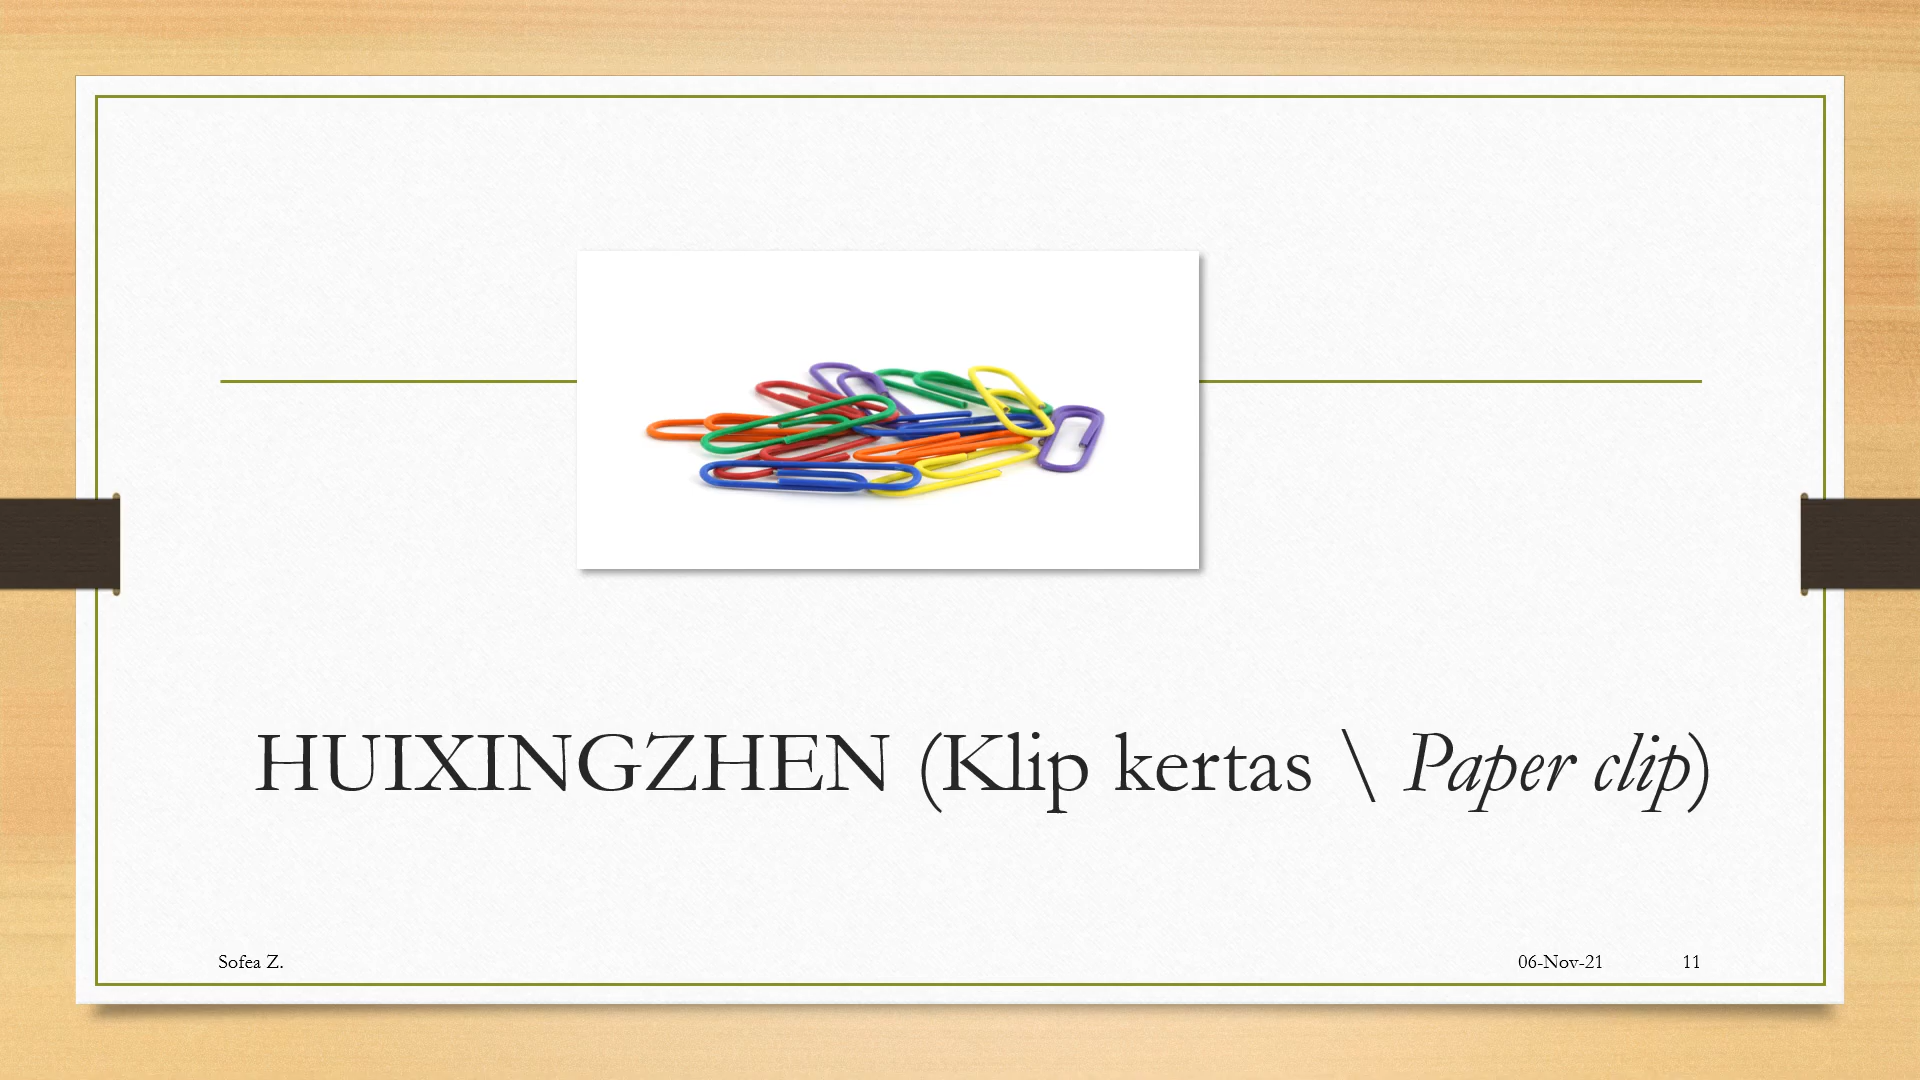 HUIXINGZHEN (Klip kertas \ Paper clip)
Sofea Z.
06-Nov-21
11